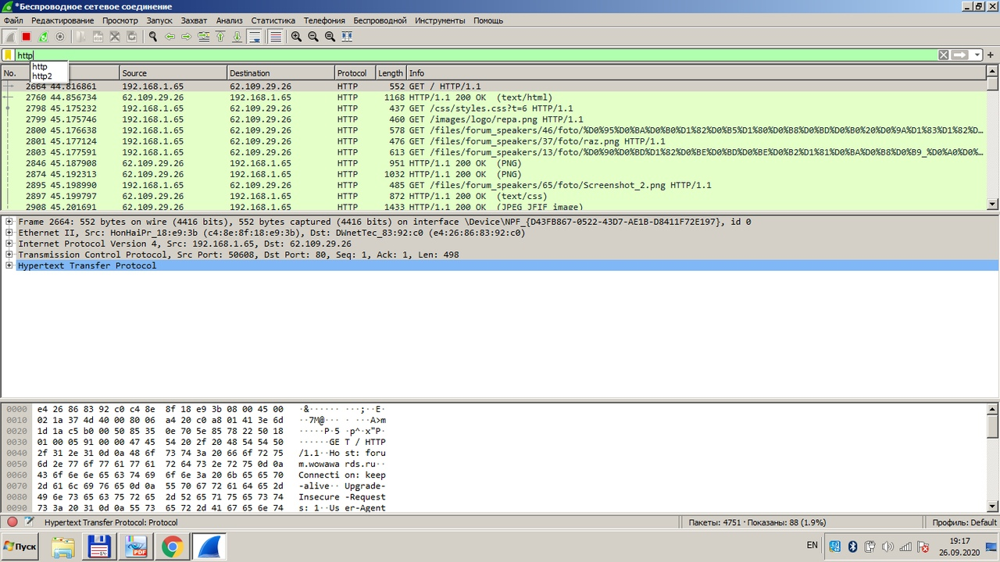 *Беспроводное сетевое соединение
Файл Редактирование Просмотр Запуск Захват Анализ Статистика Телефония Беспроводной Инструменты Помощь
http
http
http2
No. Source Destination Protocol Length Info
2664 44.816861 192.168.1.65 62.109.29.26 HTTP 552 GET / HTTP/1.1
2760 44.856734 62.109.29.26 192.168.1.65 HTTP 1168 HTTP/1.1 200 OK (text/html)
2798 45.175232 192.168.1.65 62.109.29.26 HTTP 437 GET /css/styles.css?t=6 HTTP/1.1
2799 45.175746 192.168.1.65 62.109.29.26 HTTP 460 GET /images/logo/repa.png HTTP/1.1
2800 45.176638 192.168.1.65 62.109.29.26 HTTP 578 GET /files/forum_speakers/46/foto/%D0%95%D0%BA%D0%B0%D1%82%D0%B5%D1%80%D0%B8%D0%BD%D0%B0%20%D0%9A%D1%83%D1%82%D…
2801 45.177124 192.168.1.65 62.109.29.26 HTTP 476 GET /files/forum_speakers/37/foto/raz.png HTTP/1.1
2803 45.177591 192.168.1.65 62.109.29.26 HTTP 613 GET /files/forum_speakers/13/foto/%D0%90%D0%BD%D1%82%D0%BE%D0%BD%D0%BE%D0%B2%D1%81%D0%BA%D0%B8%D0%B9_%D0%A0%D0%…
2846 45.187908 62.109.29.26 192.168.1.65 HTTP 951 HTTP/1.1 200 OK (PNG)
2874 45.192313 62.109.29.26 192.168.1.65 HTTP 1032 HTTP/1.1 200 OK (PNG)
2895 45.198990 192.168.1.65 62.109.29.26 HTTP 485 GET /files/forum_speakers/65/foto/Screenshot_2.png HTTP/1.1
2897 45.199797 62.109.29.26 192.168.1.65 HTTP 872 HTTP/1.1 200 OK (text/css)
2908 45.201691 62.109.29.26 192.168.1.65 HTTP 1433 HTTP/1.1 200 OK (JPEG JFIF image)
Frame 2664: 552 bytes on wire (4416 bits), 552 bytes captured (4416 bits) on interface \Device\NPF_{D43FB867-0522-43D7-AE1B-D8411F72E197}, id 0
Ethernet II, Src: HonHaiPr_18:e9:3b (c4:8e:8f:18:e9:3b), Dst: DWnetTec_83:92:c0 (e4:26:86:83:92:c0)
Internet Protocol Version 4, Src: 192.168.1.65, Dst: 62.109.29.26
Transmission Control Protocol, Src Port: 50608, Dst Port: 80, Seq: 1, Ack: 1, Len: 498
Hypertext Transfer Protocol
0000 e4 26 86 83 92 c0 c4 8e 8f 18 e9 3b 08 00 45 00 ·&······ ···;··E·
0010 02 1a 37 4d 40 00 80 06 a4 20 c0 a8 01 41 3e 6d ··7M@··· · ···A>m
0020 1d 1a c5 b0 00 50 85 35 0e 70 5e 85 78 22 50 18 ·····P·5 ·p^·x"P·
0030 01 00 05 91 00 00 47 45 54 20 2f 20 48 54 54 50 ······GE T / HTTP
0040 2f 31 2e 31 0d 0a 48 6f 73 74 3a 20 66 6f 72 75 /1.1··Ho st: foru
0050 6d 2e 77 6f 77 61 77 61 72 64 73 2e 72 75 0d 0a m.wowawa rds.ru··
0060 43 6f 6e 6e 65 63 74 69 6f 6e 3a 20 6b 65 65 70 Connecti on: keep
0070 2d 61 6c 69 76 65 0d 0a 55 70 67 72 61 64 65 2d -alive·· Upgrade-
0080 49 6e 73 65 63 75 72 65 2d 52 65 71 75 65 73 74 Insecure -Request
0090 73 3a 20 31 0d 0a 55 73 65 72 2d 41 67 65 6e 74 s: 1··Us er-Agent
Hypertext Transfer Protocol: Protocol Пакеты: 4751 · Показаны: 88 (1.9%) Профиль: Default
Пуск 64 PDF EN 19:17
26.09.2020